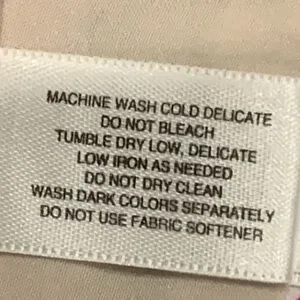 MACHINE WASH COLD DELICATE
DO NOT BLEACH
TUMBLE DRY LOW, DELICATE
LOW IRON AS NEEDED
DO NOT DRY CLEAN
WASH DARK COLORS SEPARATELY
DO NOT USE FABRIC SOFTENER